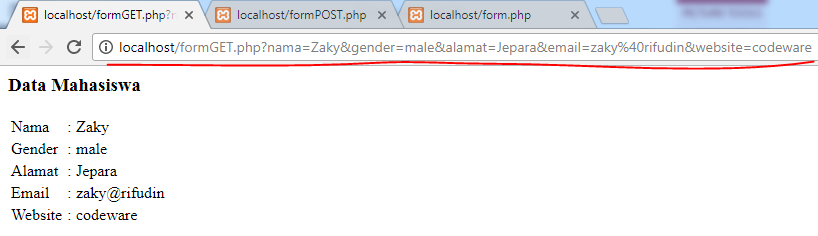 localhost/formGET.php?n
localhost/formPOST.php
localhost/form.php
localhost/formGET.php?nama=Zaky&gender=male&alamat=Jepara&email=zaky%40rifudin&website=codeware
Data Mahasiswa
Nama : Zaky
Gender : male
Alamat : Jepara
Email : zaky@rifudin
Website : codeware